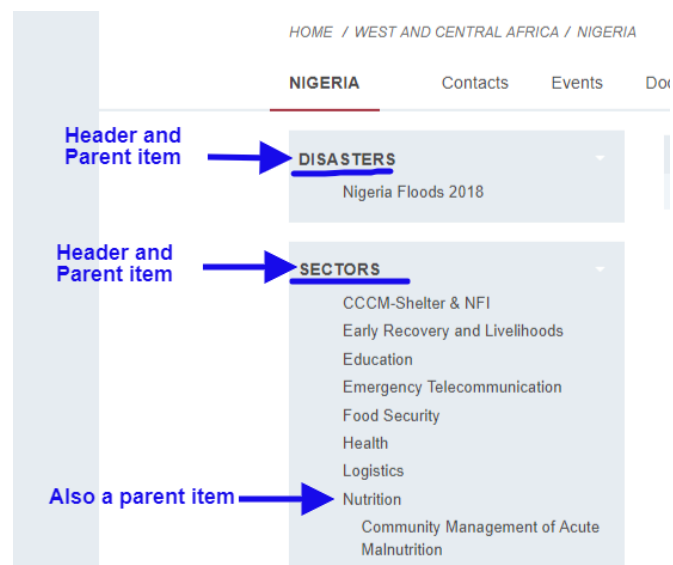 HOME / WEST AND CENTRAL AFRICA / NIGERIA
NIGERIA Contacts Events Doc
Header and
Parent item
DISASTERS
Nigeria Floods 2018
Header and
Parent item
SECTORS
CCCM-Shelter & NFI
Early Recovery and Livelihoods
Education
Emergency Telecommunication
Food Security
Health
Logistics
Also a parent item
Nutrition
Community Management of Acute
Malnutrition